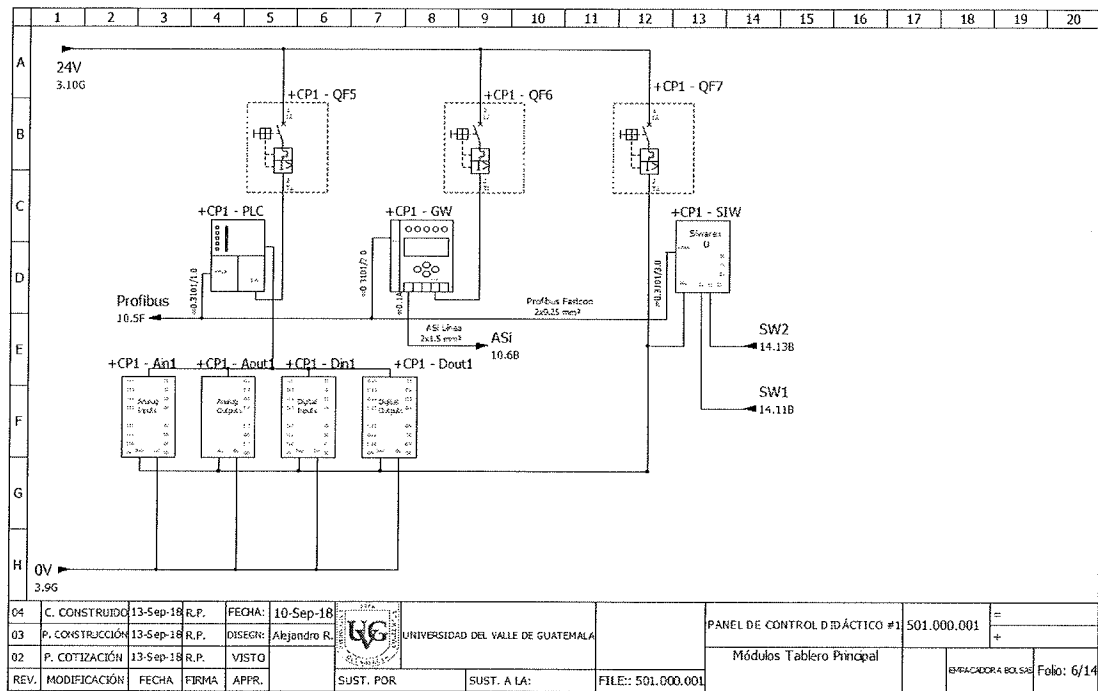 1 2 3 4 5 6 7 8 9 10 11 12 13 14 15 16 17 18 19 20
A
24V
3.10G
+CP1 - QF5
+CP1 - QF6
+CP1 - QF7
B
C
+CP1 - PLC
+CP1 - GW
+CP1 - SIW
Siwarex
U
D
Profibus
10.5F
Profibus Fastcon
2x0.25 mm²
E
ASi Línea
2x1.5 mm²
ASi
10.6B
SW2
14.13B
+CP1 - Ain1
+CP1 - Aout1
+CP1 - Din1
+CP1 - Dout1
SW1
14.11B
F
Analog
Inputs
Analog
Outputs
Digital
Inputs
Digital
Outputs
G
H
0V
3.9G
04 C. CONSTRUIDO 13-Sep-18 R.P. FECHA: 10-Sep-18
03 P. CONSTRUCCIÓN 13-Sep-18 R.P. DISEGN: Alejandro R.
02 P. COTIZACIÓN 13-Sep-18 R.P. VISTO
REV. MODIFICACIÓN FECHA FIRMA APPR.
UVG
UNIVERSIDAD DEL VALLE DE GUATEMALA
SUST. POR SUST. A LA: FILE:: 501.000.001
PANEL DE CONTROL DIDÁCTICO #1 501.000.001
=
+
Módulos Tablero Principal
EMPACADORA BOLSAS Folio: 6/14